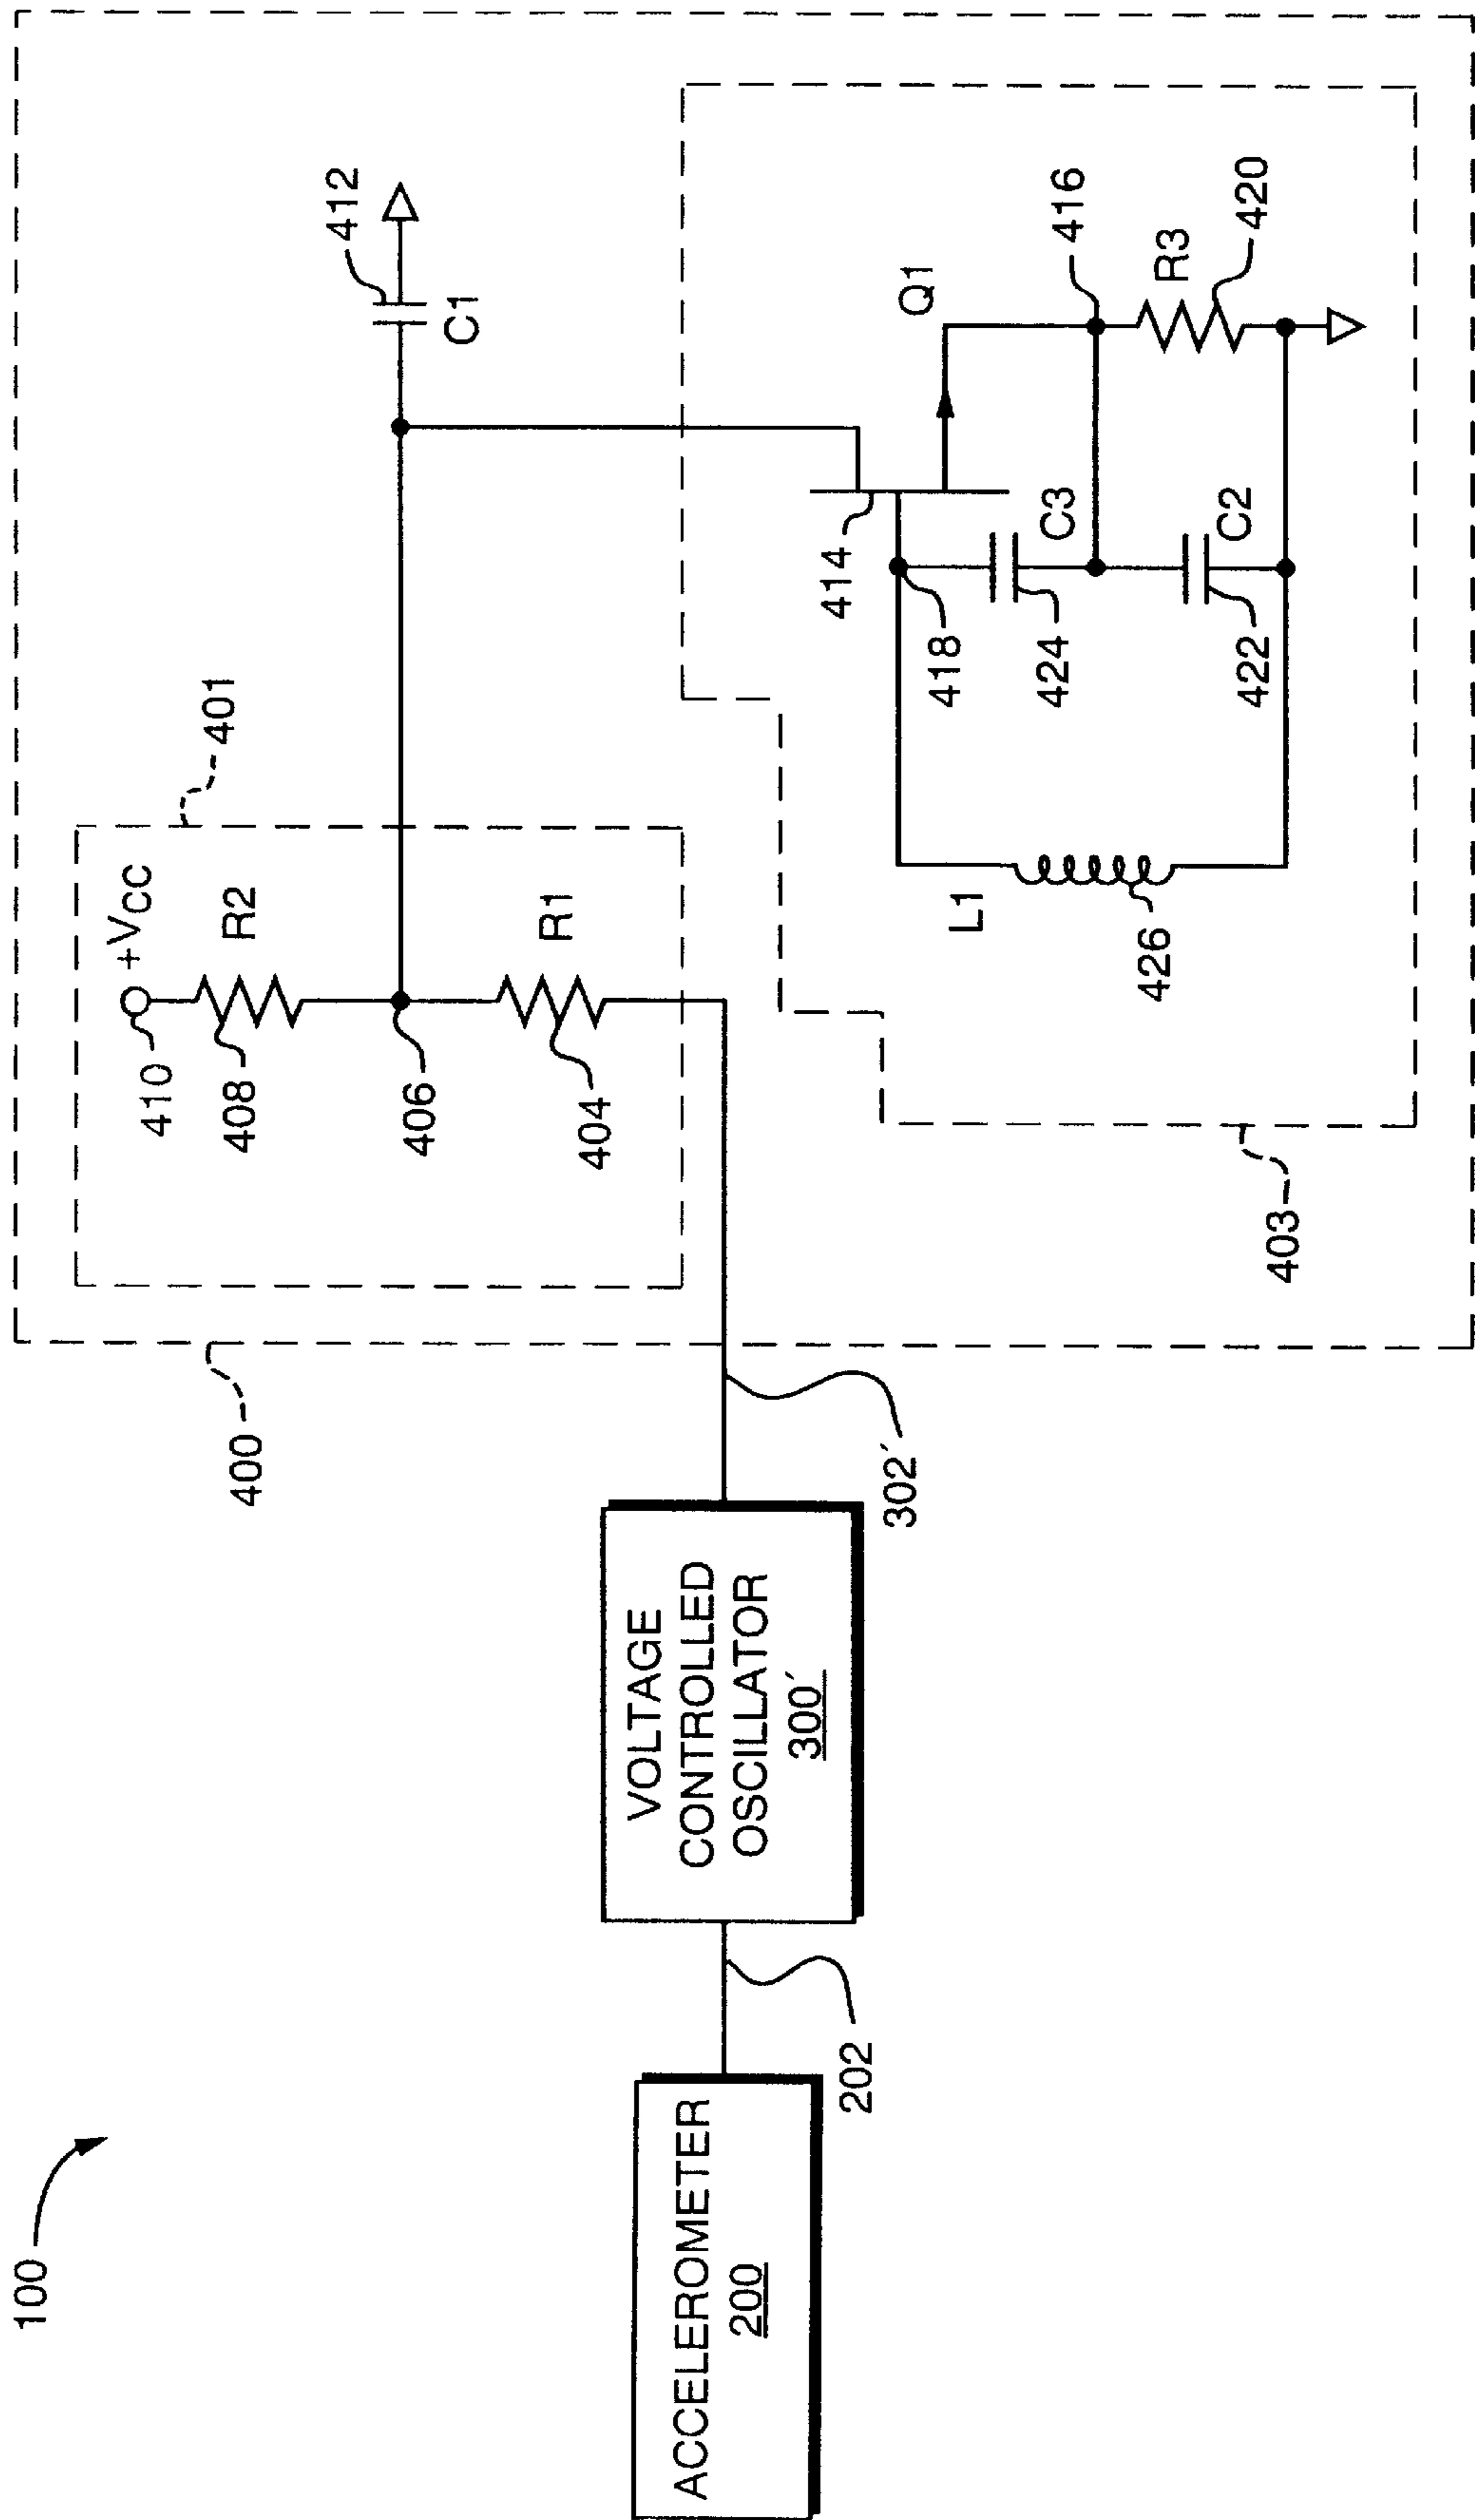 100
ACCELEROMETER
200
202
VOLTAGE
CONTROLLED
OSCILLATOR
300′
302′
400
401
410
+VCC
408
R2
406
404
R1
412
C1
403
414
Q1
418
416
424
C3
422
C2
R3
420
L1
426